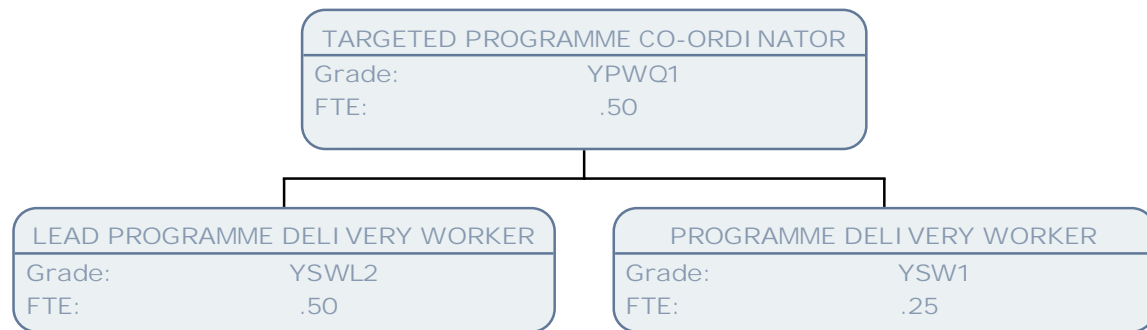 TARGETED PROGRAMME CO-ORDINATOR
Grade: YPWQ1
FTE: .50
LEAD PROGRAMME DELIVERY WORKER
Grade: YSWL2
FTE: .50
PROGRAMME DELIVERY WORKER
Grade: YSW1
FTE: .25